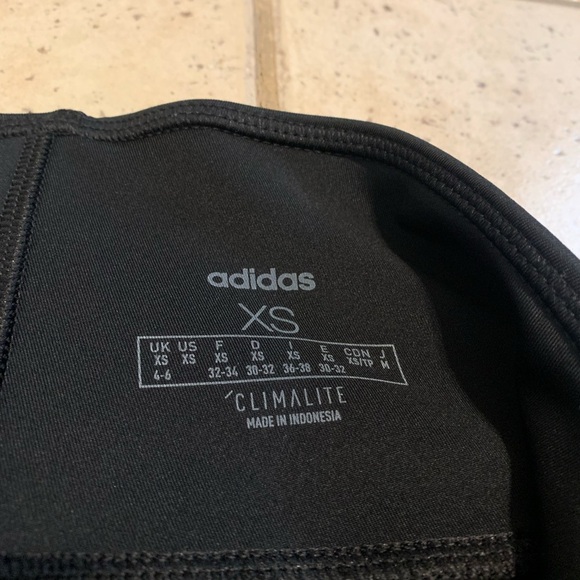 adidas
XS
UK US F D I E CDN J
XS XS XS XS XS XS XS/TP M
4-6 32-34 30-32 36-38 30-32
CLIMALITE
MADE IN INDONESIA